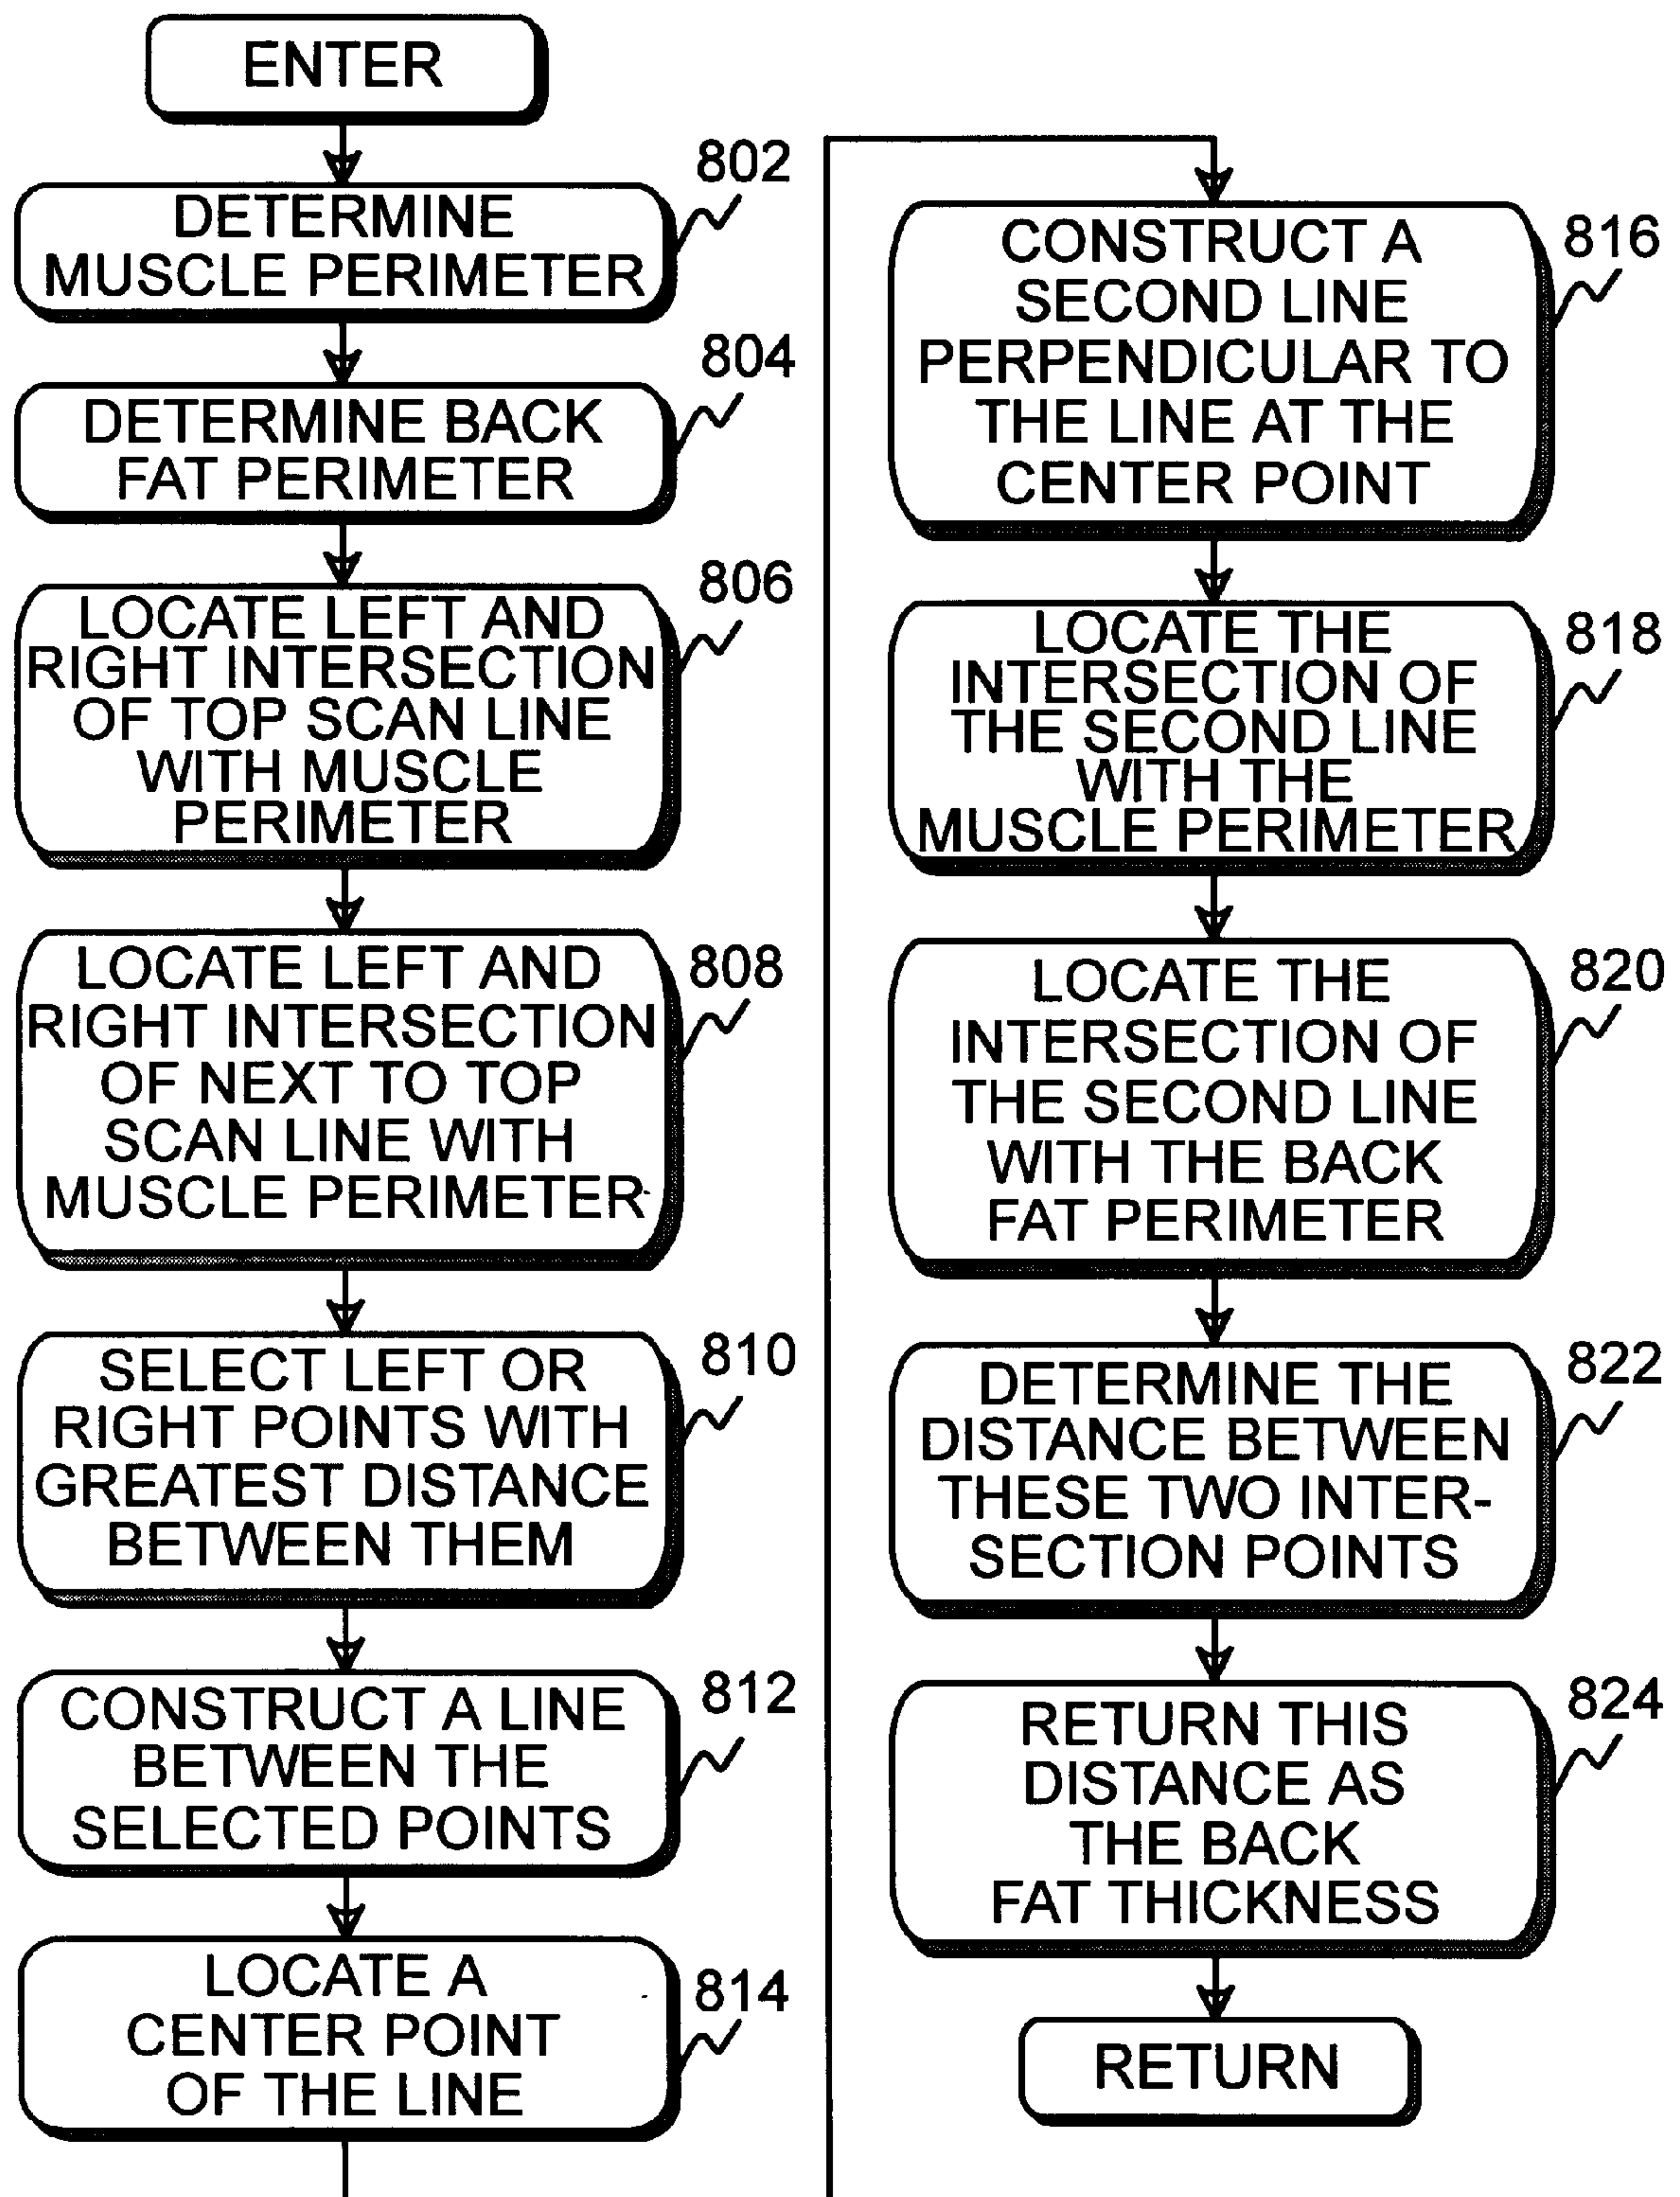 ENTER
802
DETERMINE
MUSCLE PERIMETER
804
DETERMINE BACK
FAT PERIMETER
806
LOCATE LEFT AND
RIGHT INTERSECTION
OF TOP SCAN LINE
WITH MUSCLE
PERIMETER
808
LOCATE LEFT AND
RIGHT INTERSECTION
OF NEXT TO TOP
SCAN LINE WITH
MUSCLE PERIMETER
810
SELECT LEFT OR
RIGHT POINTS WITH
GREATEST DISTANCE
BETWEEN THEM
812
CONSTRUCT A LINE
BETWEEN THE
SELECTED POINTS
814
LOCATE A
CENTER POINT
OF THE LINE
816
CONSTRUCT A
SECOND LINE
PERPENDICULAR TO
THE LINE AT THE
CENTER POINT
818
LOCATE THE
INTERSECTION OF
THE SECOND LINE
WITH THE
MUSCLE PERIMETER
820
LOCATE THE
INTERSECTION OF
THE SECOND LINE
WITH THE BACK
FAT PERIMETER
822
DETERMINE THE
DISTANCE BETWEEN
THESE TWO INTER-
SECTION POINTS
824
RETURN THIS
DISTANCE AS
THE BACK
FAT THICKNESS
RETURN